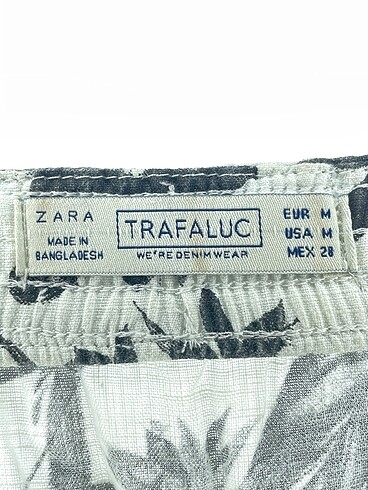 ZARA
MADE IN
BANGLADESH
TRAFALUC
WE'RE DENIMWEAR
EUR M
USA M
MEX 28